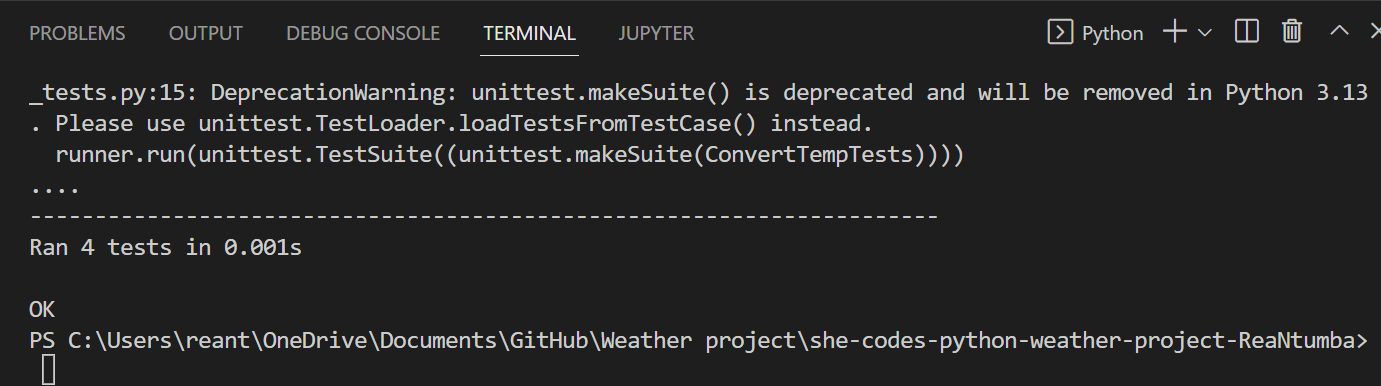 PROBLEMS OUTPUT DEBUG CONSOLE TERMINAL JUPYTER Python
_tests.py:15: DeprecationWarning: unittest.makeSuite() is deprecated and will be removed in Python 3.13
. Please use unittest.TestLoader.loadTestsFromTestCase() instead.
  runner.run(unittest.TestSuite((unittest.makeSuite(ConvertTempTests))))
....
----------------------------------------------------------------------
Ran 4 tests in 0.001s
OK
PS C:\Users\reant\OneDrive\Documents\GitHub\Weather project\she-codes-python-weather-project-ReaNtumba>